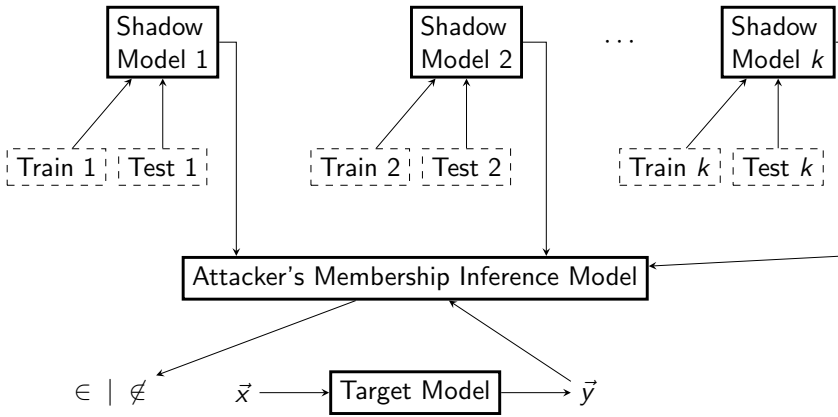 Shadow
Model 1
Shadow
Model 2
...
Shadow
Model k
Train 1
Test 1
Train 2
Test 2
Train k
Test k
Attacker's Membership Inference Model
∈ | ∉
x⃗
Target Model
y⃗